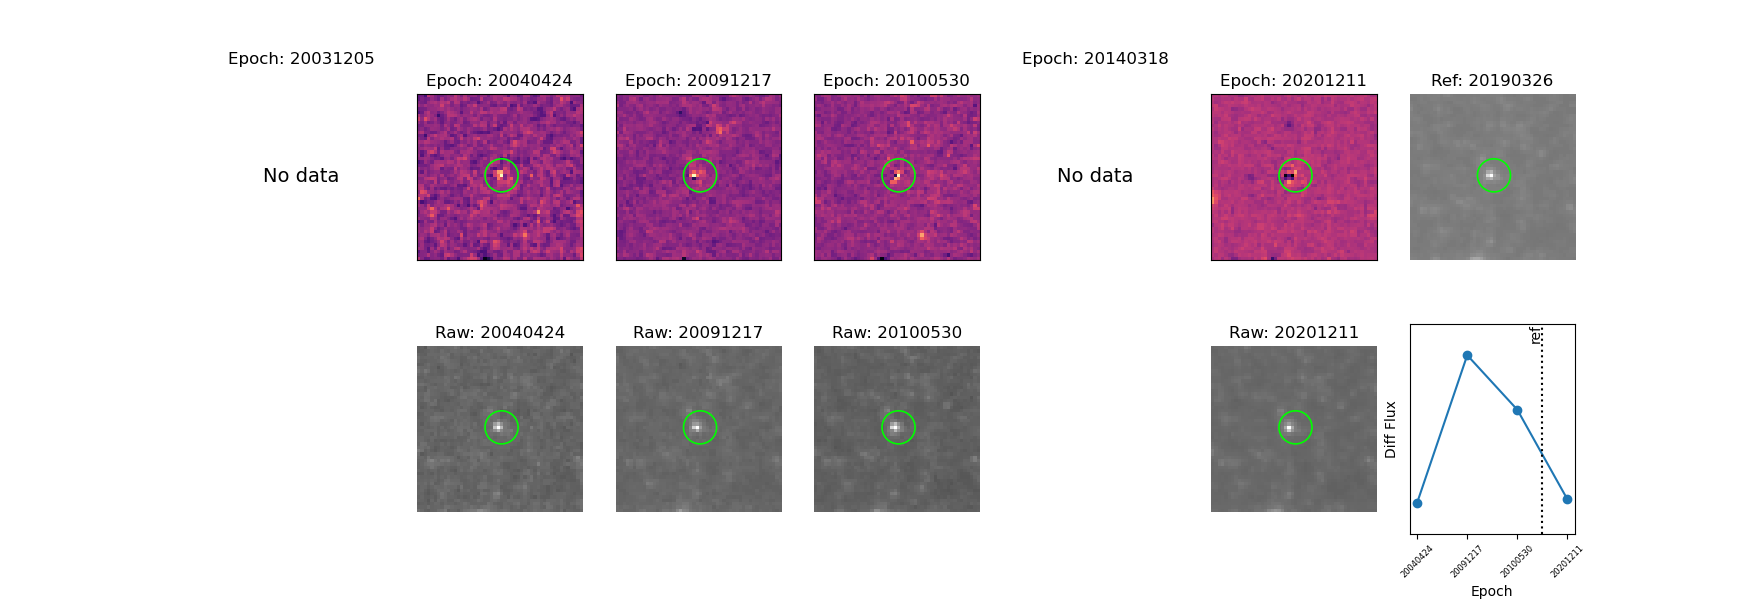 Epoch: 20031205
Epoch: 20140318
Epoch: 20040424
Epoch: 20091217
Epoch: 20100530
Epoch: 20201211
Ref: 20190326
No data
No data
Raw: 20040424
Raw: 20091217
Raw: 20100530
Raw: 20201211
ref
Diff Flux
20040424
20091217
20100530
20201211
Epoch